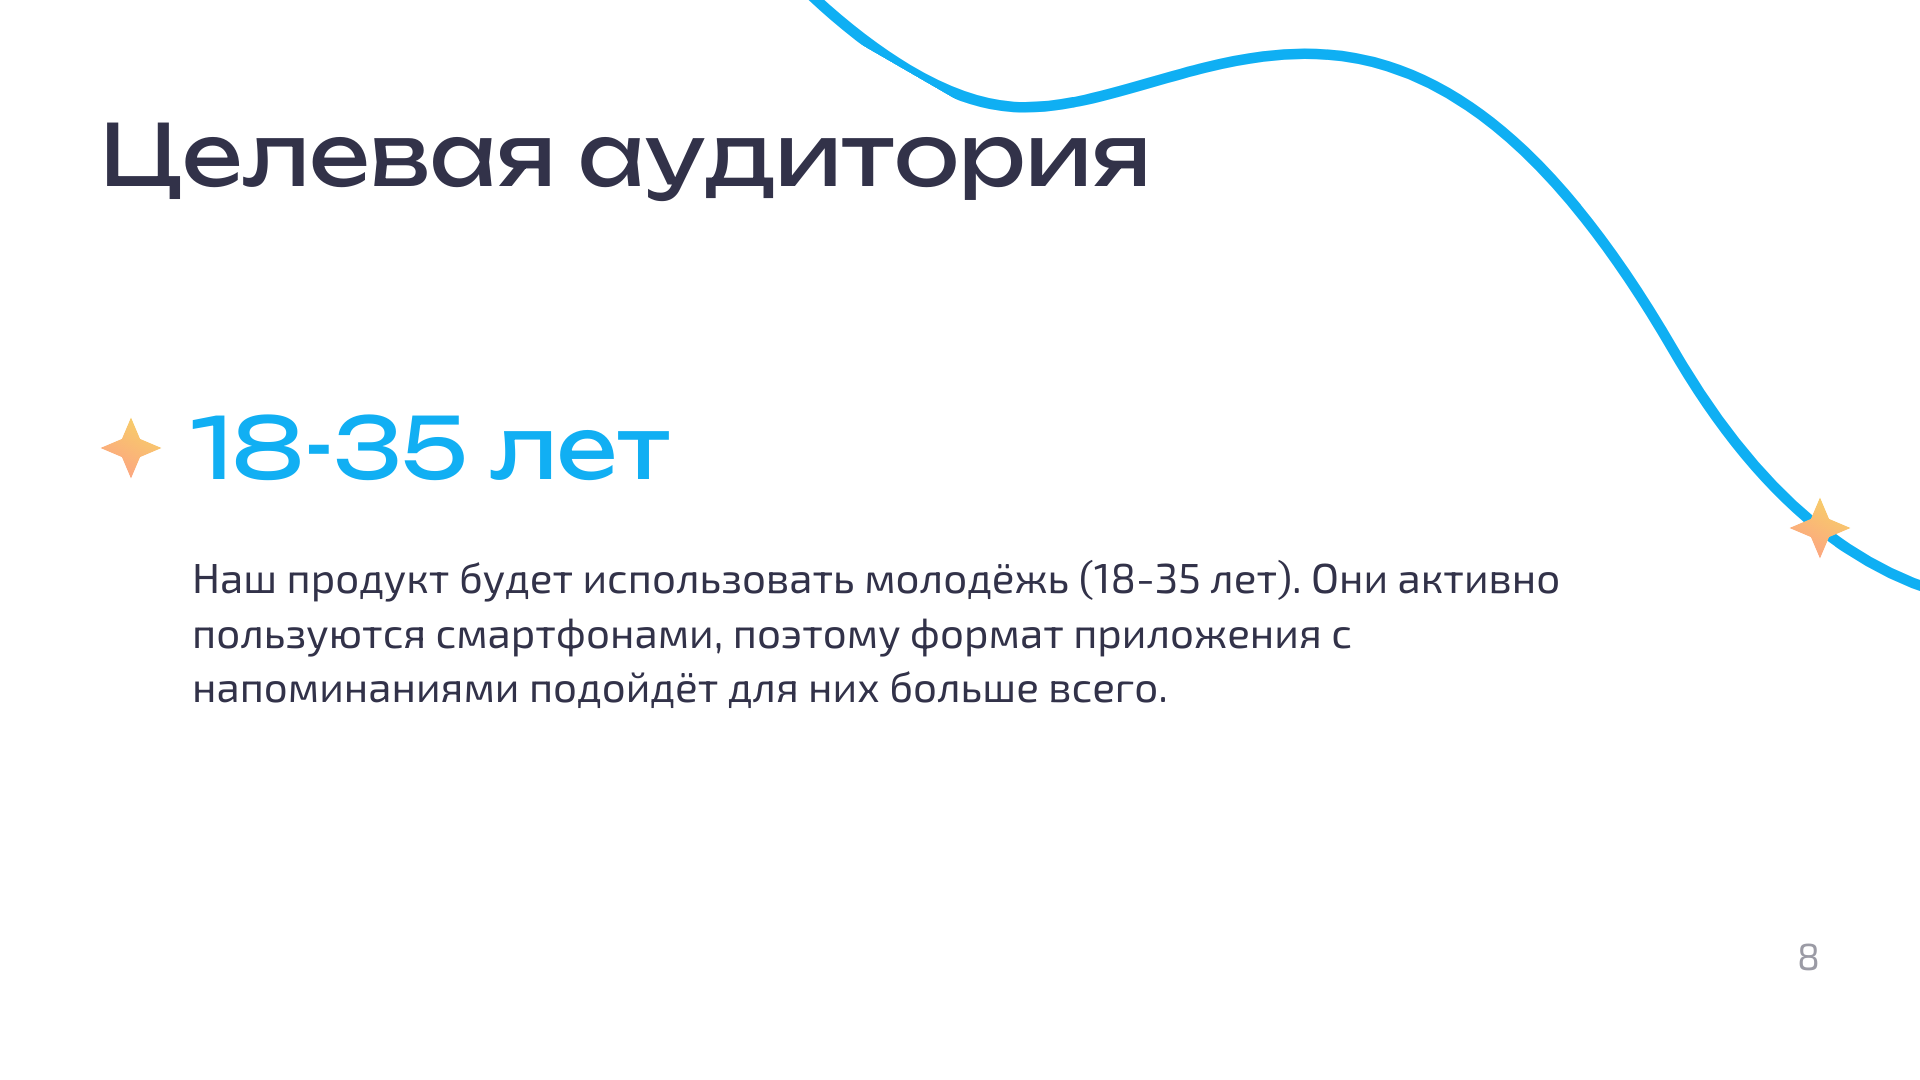 Целевая аудитория
18-35 лет
Наш продукт будет использовать молодёжь (18-35 лет). Они активно
пользуются смартфонами, поэтому формат приложения с
напоминаниями подойдёт для них больше всего.
8